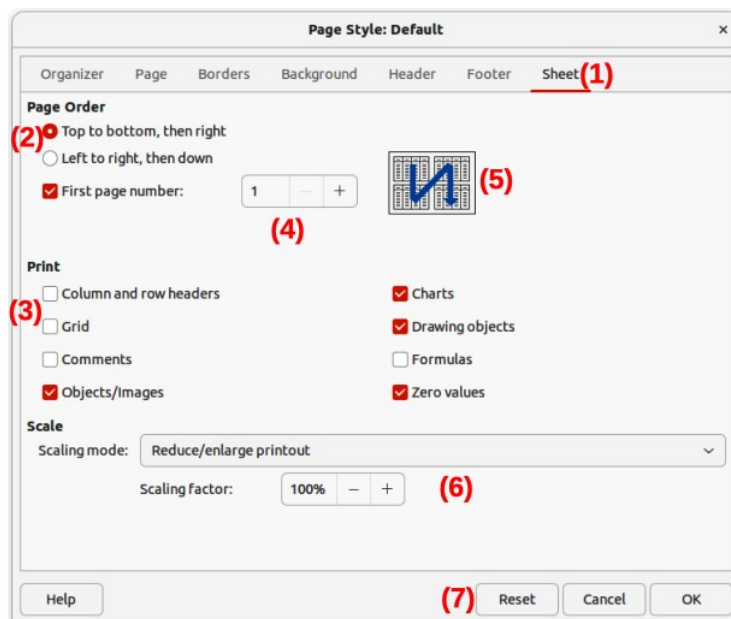 Page Style: Default
Organizer Page Borders Background Header Footer Sheet (1)
Page Order
(2) Top to bottom, then right
Left to right, then down
First page number: 1 − +
(5)
(4)
Print
Column and row headers Charts
(3) Grid Drawing objects
Comments Formulas
Objects/Images Zero values
Scale
Scaling mode: Reduce/enlarge printout
Scaling factor: 100% − + (6)
Help (7) Reset Cancel OK